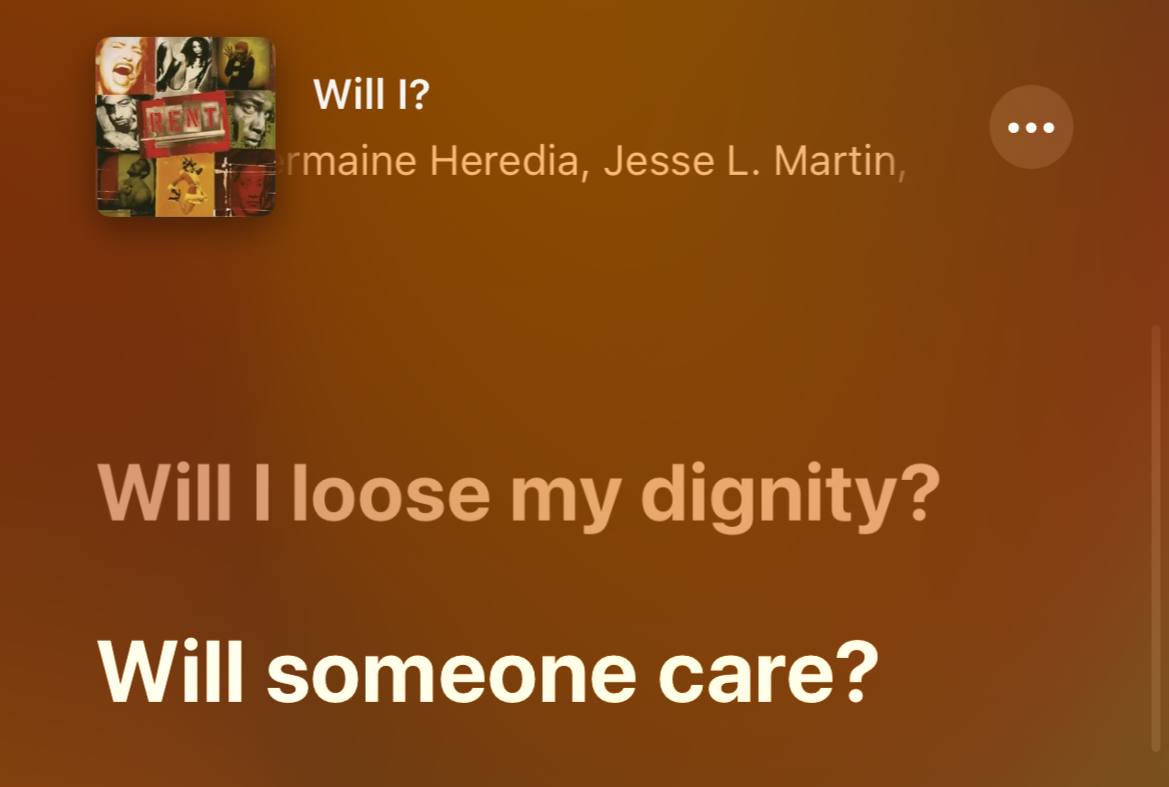 RENT
Will I?
ermaine Heredia, Jesse L. Martin,
Will I loose my dignity?
Will someone care?